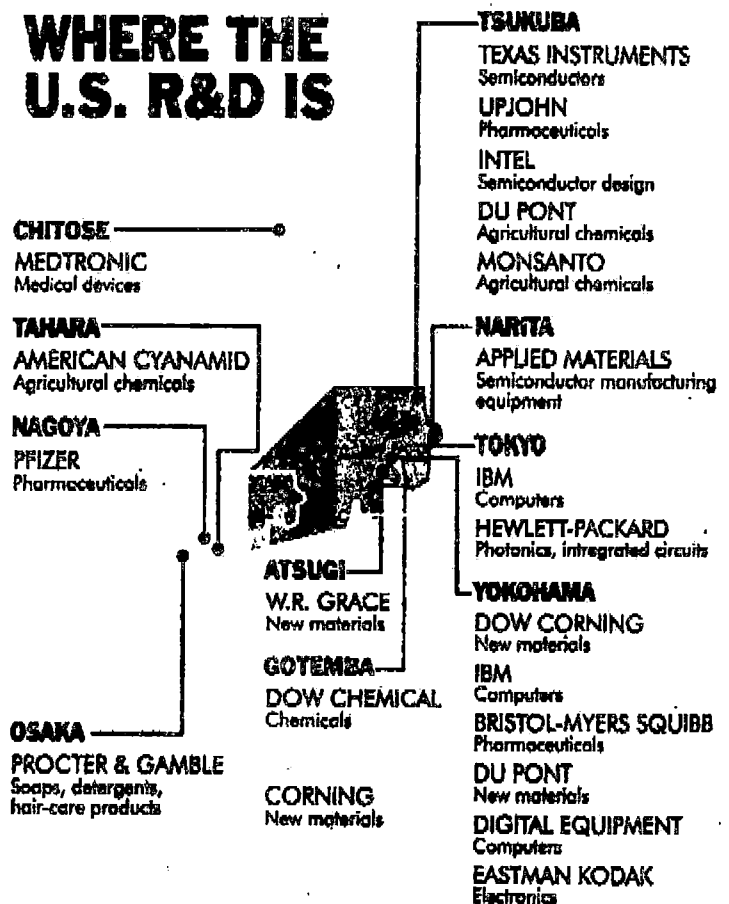 WHERE THE
U.S. R&D IS
CHITOSE
MEDTRONIC
Medical devices
TAHARA
AMERICAN CYANAMID
Agricultural chemicals
NAGOYA
PFIZER
Pharmaceuticals
OSAKA
PROCTER & GAMBLE
Soaps, detergents,
hair-care products
ATSUGI
W.R. GRACE
New materials
GOTEMBA
DOW CHEMICAL
Chemicals
CORNING
New materials
TSUKUBA
TEXAS INSTRUMENTS
Semiconductors
UPJOHN
Pharmaceuticals
INTEL
Semiconductor design
DU PONT
Agricultural chemicals
MONSANTO
Agricultural chemicals
NARITA
APPLIED MATERIALS
Semiconductor manufacturing
equipment
TOKYO
IBM
Computers
HEWLETT-PACKARD
Photonics, intregrated circuits
YOKOHAMA
DOW CORNING
New materials
IBM
Computers
BRISTOL-MYERS SQUIBB
Pharmaceuticals
DU PONT
New materials
DIGITAL EQUIPMENT
Computers
EASTMAN KODAK
Electronics